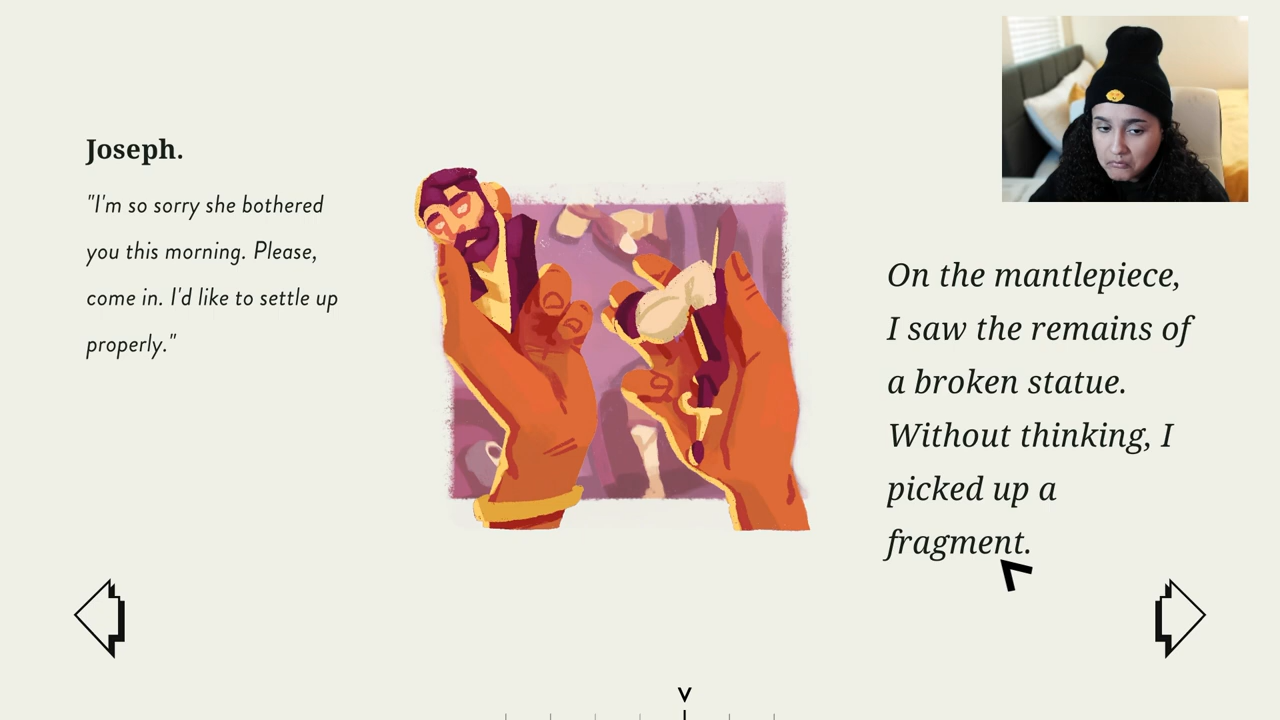 Joseph.
"I'm so sorry she bothered
you this morning. Please,
come in. I'd like to settle up
properly."
On the mantlepiece,
I saw the remains of
a broken statue.
Without thinking, I
picked up a
fragment.